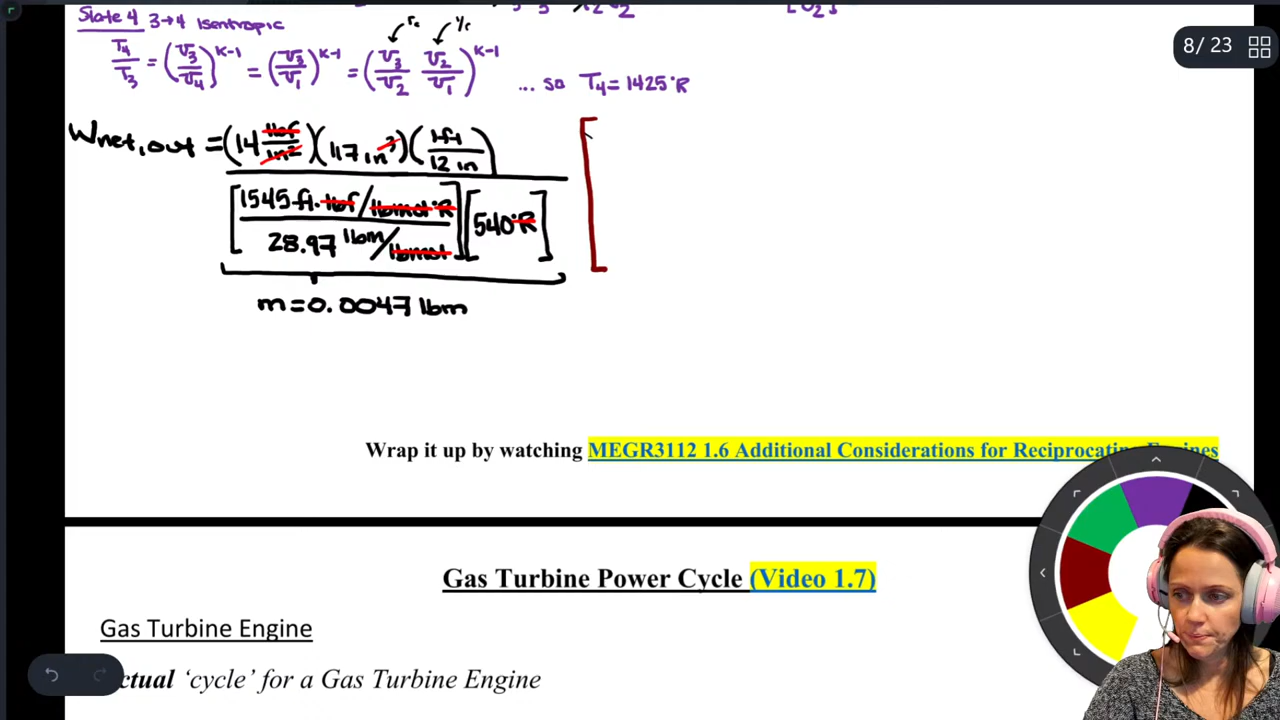 State 4 3→4 Isentropic
rc 1/r
T4/T3 = (V3/V4)^K-1 = (V3/V1)^K-1 = (V3/V2 V2/V1)^K-1 ... so T4 = 1425°R
Wnet,out = (14 lbf/in²)(117 in³)(1ft/12 in)
[1545 ft·lbf/lbmol·°R / 28.97 lbm/lbmol] [540°R] [
m = 0.0047 lbm
Wrap it up by watching MEGR3112 1.6 Additional Considerations for Reciprocating Engines
Gas Turbine Power Cycle (Video 1.7)
Gas Turbine Engine
ctual 'cycle' for a Gas Turbine Engine
8 / 23